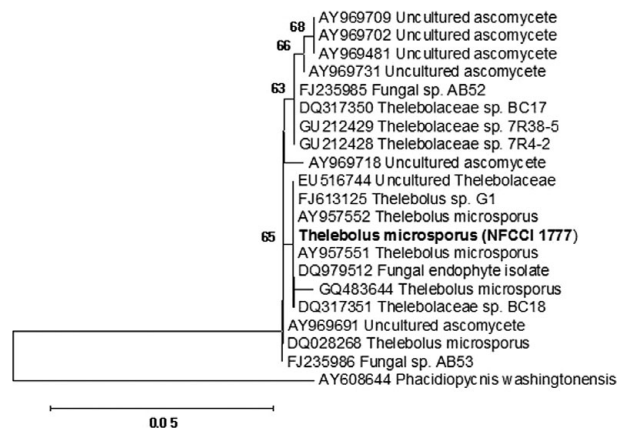 68
AY969709 Uncultured ascomycete
AY969702 Uncultured ascomycete
66
AY969481 Uncultured ascomycete
AY969731 Uncultured ascomycete
63
FJ235985 Fungal sp. AB52
DQ317350 Thelebolaceae sp. BC17
GU212429 Thelebolaceae sp. 7R38-5
GU212428 Thelebolaceae sp. 7R4-2
AY969718 Uncultured ascomycete
EU516744 Uncultured Thelebolaceae
FJ613125 Thelebolus sp. G1
AY957552 Thelebolus microsporus
65
Thelebolus microsporus (NFCCI 1777)
AY957551 Thelebolus microsporus
DQ979512 Fungal endophyte isolate
GQ483644 Thelebolus microsporus
DQ317351 Thelebolaceae sp. BC18
AY969691 Uncultured ascomycete
DQ028268 Thelebolus microsporus
FJ235986 Fungal sp. AB53
AY608644 Phacidiopycnis washingtonensis
0.05